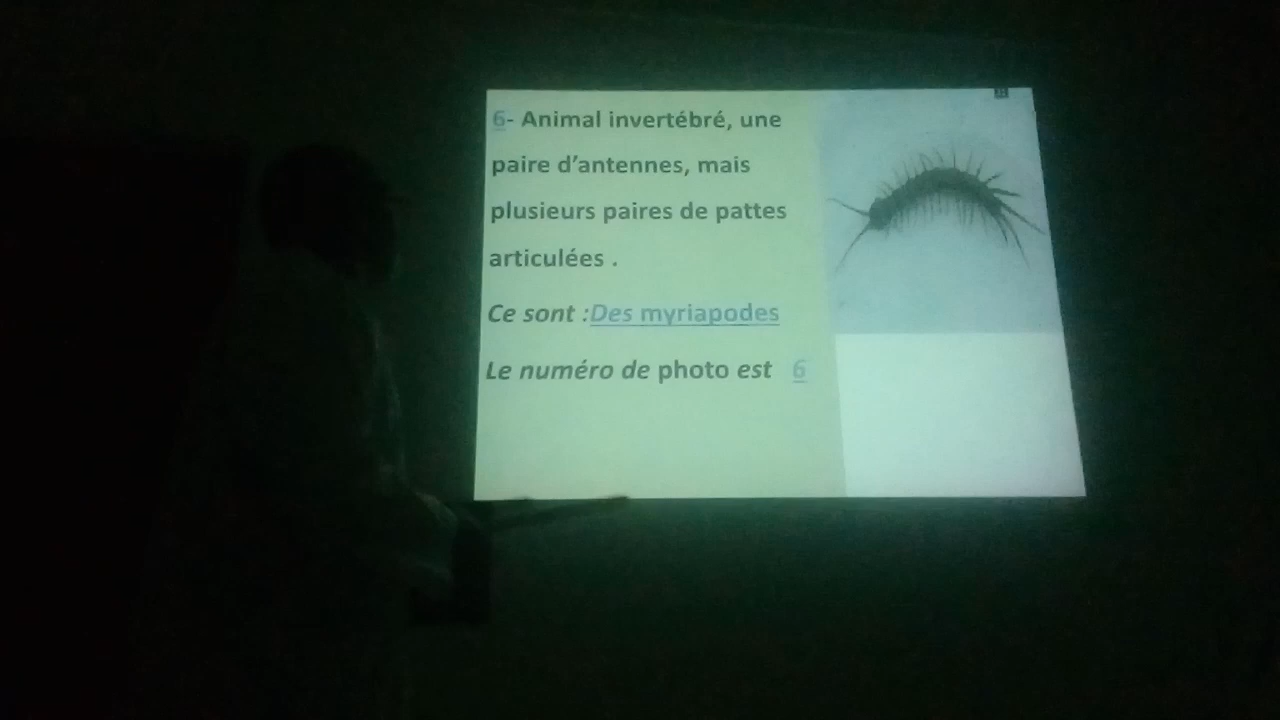 6- Animal invertébré, une
paire d'antennes, mais
plusieurs paires de pattes
articulées .
Ce sont :Des myriapodes
Le numéro de photo est 6